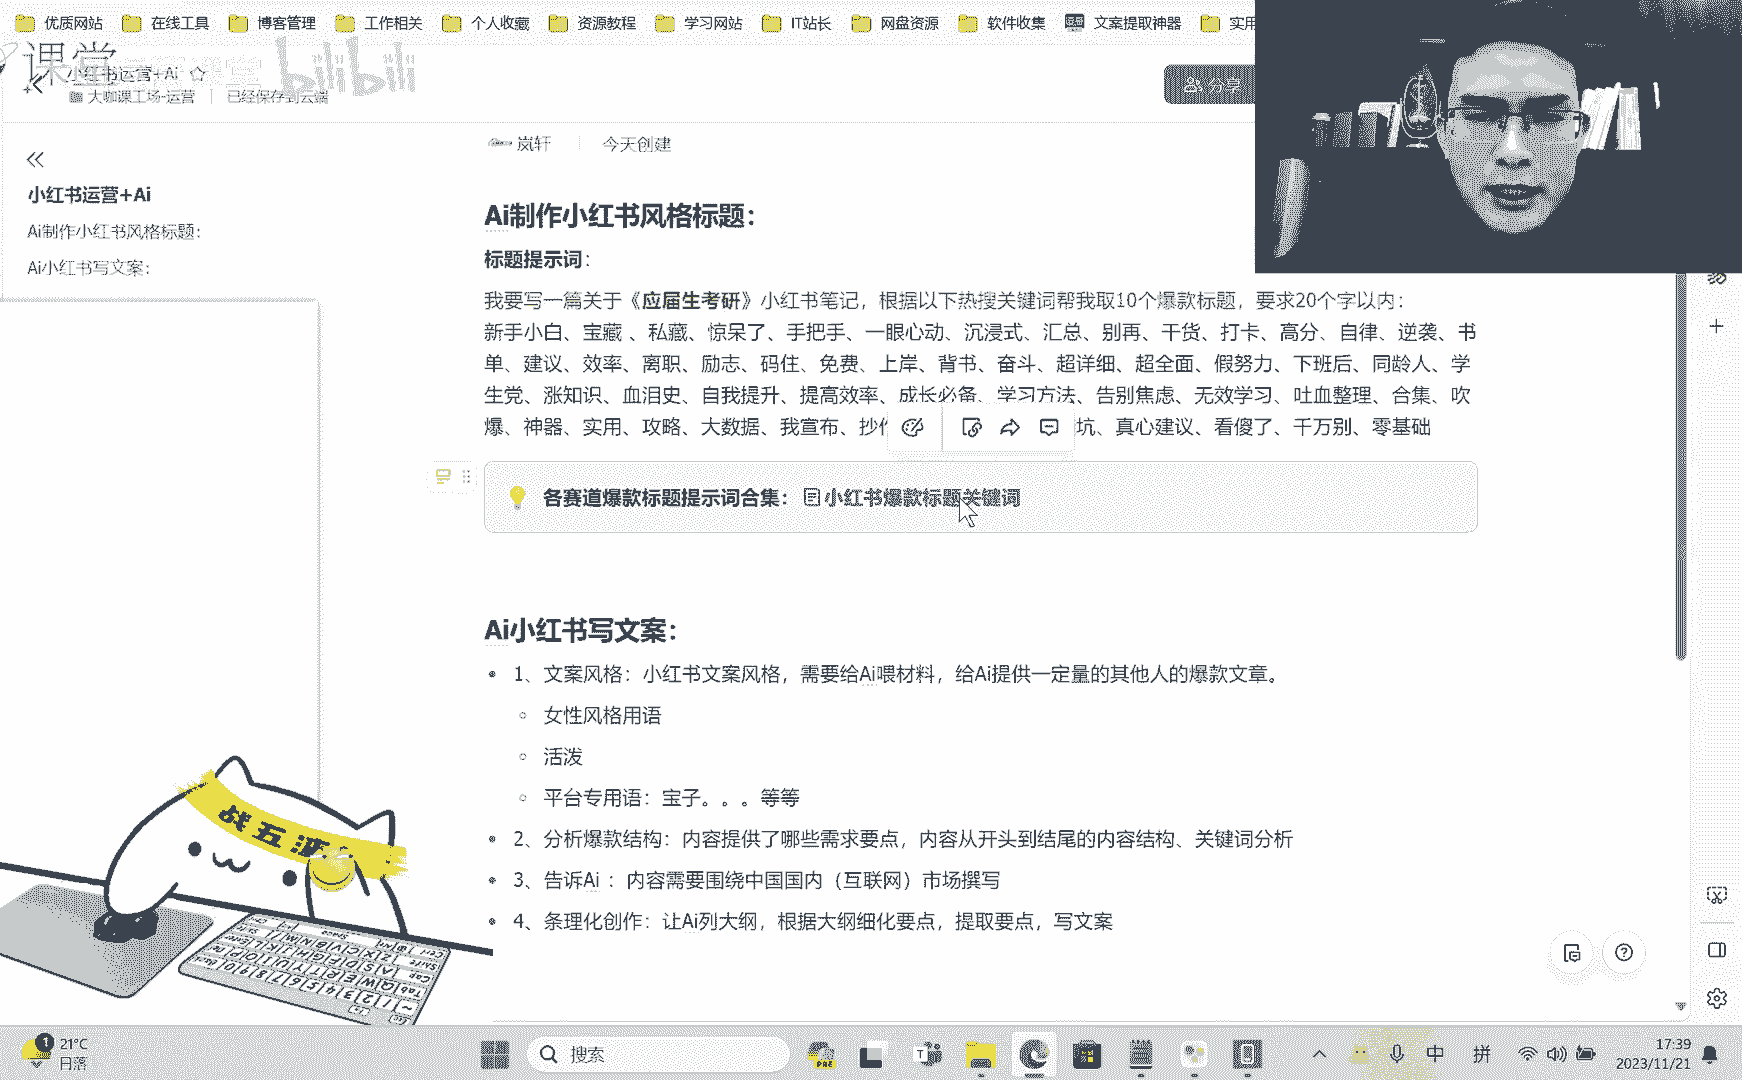 优质网站 在线工具 博客管理 工作相关 个人收藏 资源教程 学习网站 IT站长 网盘资源 软件收集 文案提取神器 实用
课堂
bilibili
小红书运营+Ai
大咖课工场-运营 已经保存到云端
分享
岚轩 今天创建
小红书运营+Ai
Ai制作小红书风格标题：
Ai小红书写文案：
Ai制作小红书风格标题：
标题提示词：
我要写一篇关于《应届生考研》小红书笔记，根据以下热搜关键词帮我取10个爆款标题，要求20个字以内：
新手小白、宝藏 、私藏、惊呆了、手把手、一眼心动、沉浸式、汇总、别再、干货、打卡、高分、自律、逆袭、书
单、建议、效率、离职、励志、码住、免费、上岸、背书、奋斗、超详细、超全面、假努力、下班后、同龄人、学
生党、涨知识、血泪史、自我提升、提高效率、成长必备、学习方法、告别焦虑、无效学习、吐血整理、合集、吹
爆、神器、实用、攻略、大数据、我宣布、抄 坑、真心建议、看傻了、千万别、零基础
各赛道爆款标题提示词合集： 小红书爆款标题关键词
Ai小红书写文案：
1、文案风格：小红书文案风格，需要给Ai喂材料，给Ai提供一定量的其他人的爆款文章。
女性风格用语
活泼
平台专用语：宝子。。。等等
2、分析爆款结构：内容提供了哪些需求要点，内容从开头到结尾的内容结构、关键词分析
3、告诉Ai ：内容需要围绕中国国内（互联网）市场撰写
4、条理化创作：让Ai列大纲，根据大纲细化要点，提取要点，写文案
战五渣
1
21°C
日落
搜索
中 拼
17:39
2023/11/21